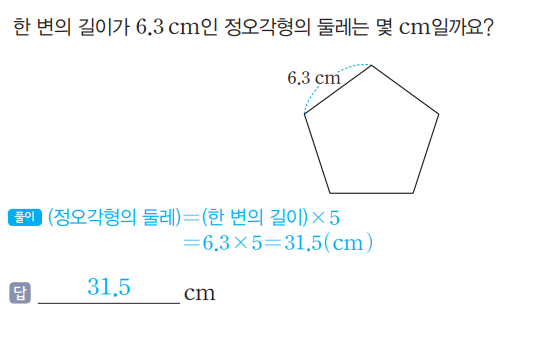 한 변의 길이가 6.3 cm인 정오각형의 둘레는 몇 cm일까요?
6.3 cm
풀이 (정오각형의 둘레)=(한 변의 길이)×5
=6.3×5=31.5(cm)
답 31.5 cm